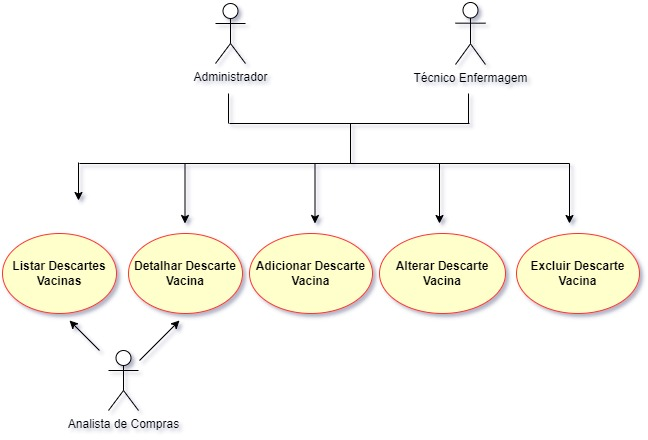 Administrador
Técnico Enfermagem
Listar Descartes
Vacinas
Detalhar Descarte
Vacina
Adicionar Descarte
Vacina
Alterar Descarte
Vacina
Excluir Descarte
Vacina
Analista de Compras